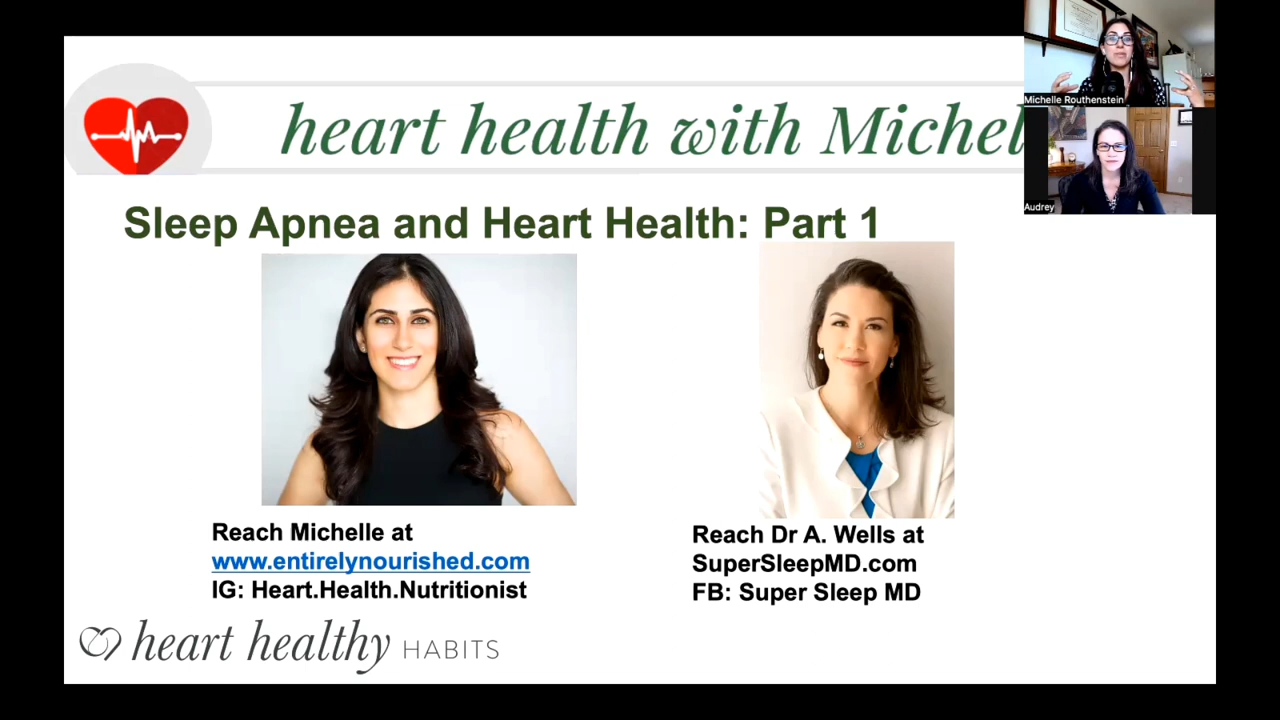 heart health with Michel
Michelle Routhenstein
Audrey
Sleep Apnea and Heart Health: Part 1
Reach Michelle at
www.entirelynourished.com
IG: Heart.Health.Nutritionist
Reach Dr A. Wells at
SuperSleepMD.com
FB: Super Sleep MD
heart healthy HABITS